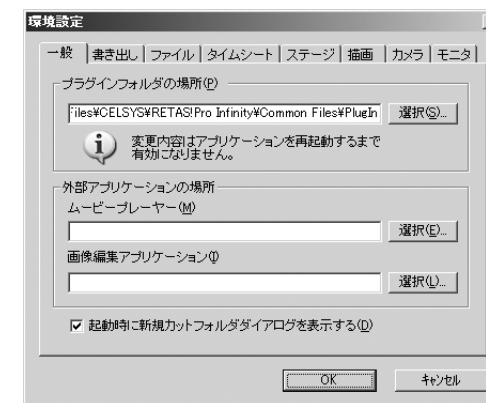 環境設定
一般 書き出し ファイル タイムシート ステージ 描画 カメラ モニタ
プラグインフォルダの場所(P)
Files¥CELSYS¥RETAS!Pro Infinity¥Common Files¥PlugIn 選択(S)...
変更内容はアプリケーションを再起動するまで
有効になりません。
外部アプリケーションの場所
ムービープレーヤー(M)
選択(E)...
画像編集アプリケーション(I)
選択(L)...
起動時に新規カットフォルダダイアログを表示する(D)
OK キャンセル